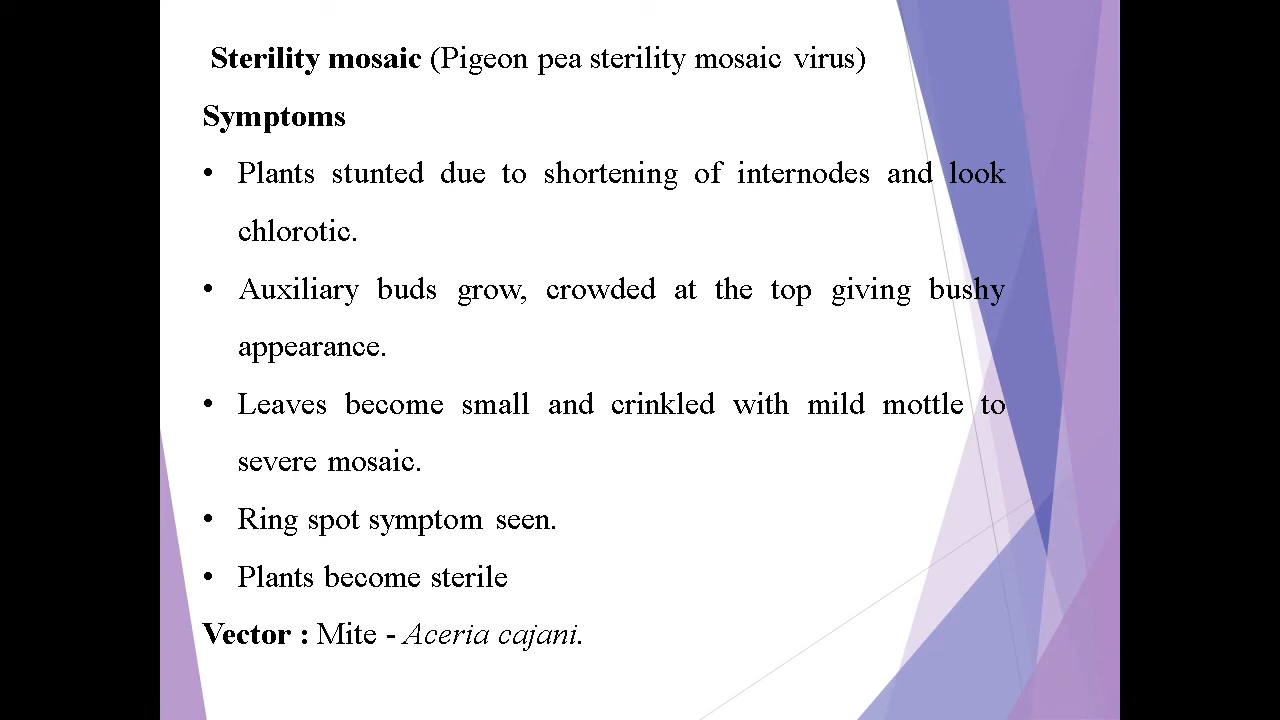 Sterility mosaic (Pigeon pea sterility mosaic virus)
Symptoms
• Plants stunted due to shortening of internodes and look
chlorotic.
• Auxiliary buds grow, crowded at the top giving bushy
appearance.
• Leaves become small and crinkled with mild mottle to
severe mosaic.
• Ring spot symptom seen.
• Plants become sterile
Vector : Mite - Aceria cajani.